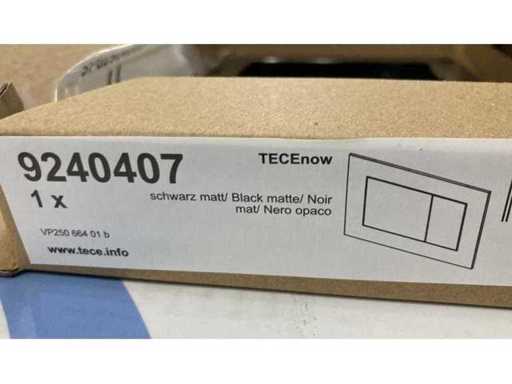 9240407
TECEnow
1 x
schwarz matt/ Black matte/ Noir
mat/ Nero opaco
VP250 664 01 b
www.tece.info